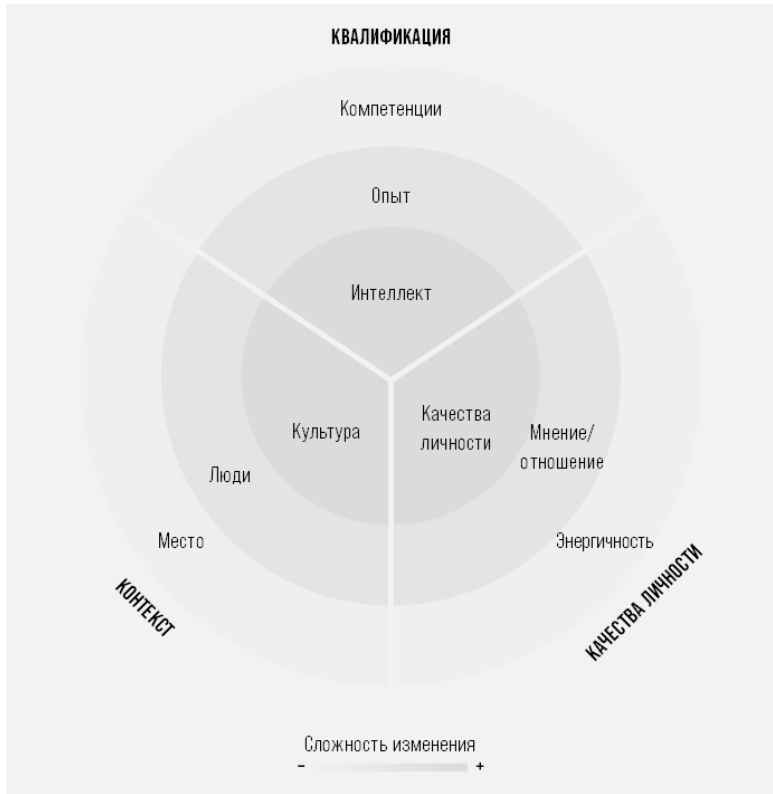 КВАЛИФИКАЦИЯ
Компетенции
Опыт
Интеллект
Культура
Качества
личности
Мнение/
отношение
Люди
Место
Энергичность
КОНТЕКСТ
КАЧЕСТВА ЛИЧНОСТИ
Сложность изменения
– +